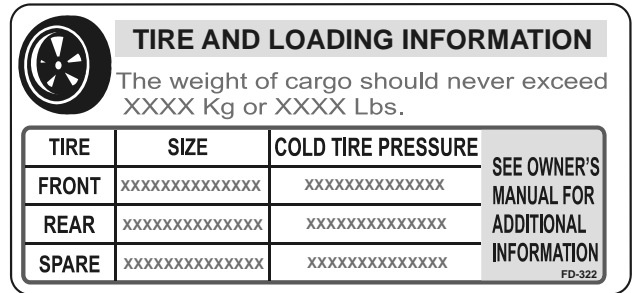 TIRE AND LOADING INFORMATION
The weight of cargo should never exceed
XXXX Kg or XXXX Lbs.
TIRE SIZE COLD TIRE PRESSURE
FRONT XXXXXXXXXXXXXX XXXXXXXXXXXXXX
REAR XXXXXXXXXXXXXX XXXXXXXXXXXXXX
SPARE XXXXXXXXXXXXXX XXXXXXXXXXXXXX
SEE OWNER'S
MANUAL FOR
ADDITIONAL
INFORMATION
FD-322